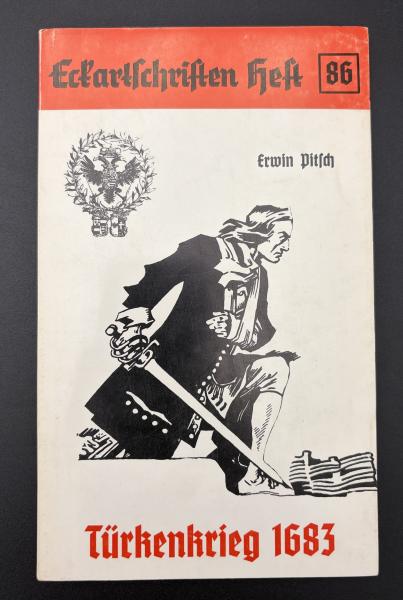 Eckartschriften Heft 86
Erwin Pitsch
Türkenkrieg 1683